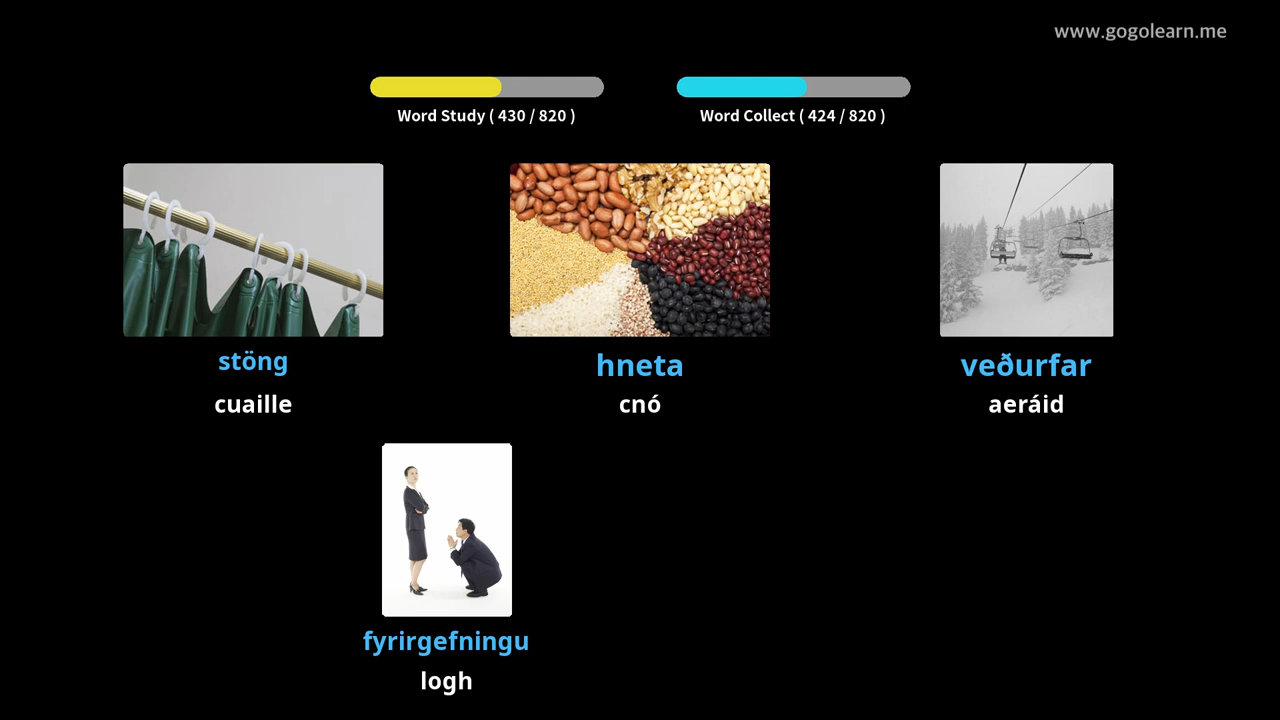 www.gogolearn.me
Word Study ( 430 / 820 )
Word Collect ( 424 / 820 )
stöng
cuaille
hneta
cnó
veðurfar
aeráid
fyrirgefningu
logh